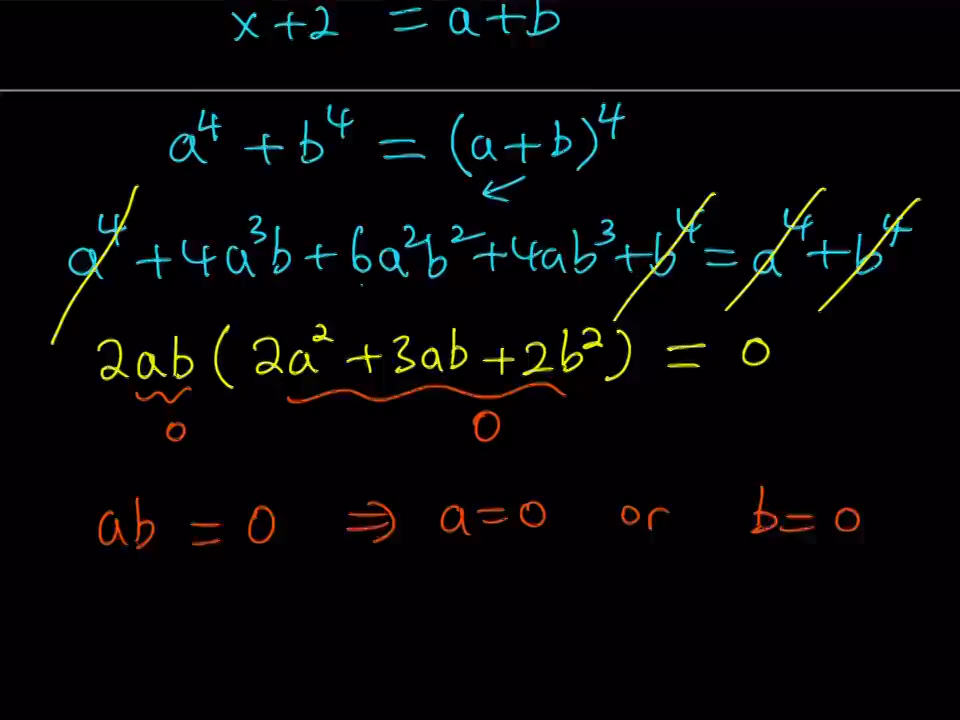 x+2 = a+b
a⁴ + b⁴ = (a+b)⁴
a⁴ + 4a³b + 6a²b² + 4ab³ + b⁴ = a⁴ + b⁴
2ab(2a² + 3ab + 2b²) = 0
0 0
ab = 0 ⇒ a=0 or b=0